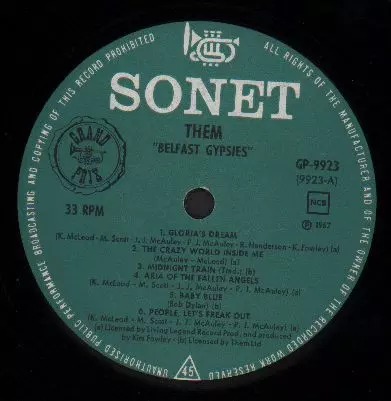 ALL RIGHTS OF THE MANUFACTURER AND OF THE OWNER OF THE RECORDED WORK RESERVED
UNAUTHORISED PUBLIC PERFORMANCE BROADCASTING AND COPYING OF THIS RECORD PROHIBITED
SONET
THEM
"BELFAST GYPSIES"
GRAND
PRIX
GP-9923
(9923-A)
33 RPM
NCB
Ⓟ 1967
1. GLORIA'S DREAM
(K. McLeod - M. Scott - J. J. McAuley - P. J. McAuley - R. Henderson - K. Fowley) (a)
2. THE CRAZY WORLD INSIDE ME
(McAuley - McLeod) (a)
3. MIDNIGHT TRAIN (Trad.) (b)
4. ARIA OF THE FALLEN ANGELS
(K. McLeod - M. Scott - J. J. McAuley - P. J. McAuley) (a)
5. BABY BLUE
(Bob Dylan) (b)
6. PEOPLE, LET'S FREAK OUT
(K. McLeod - M. Scott - J. J. McAuley - P. J. McAuley) (a)
(a) Licensed by Living Legend Record Prod. and produced
by Kim Fowley (b) Licensed by Them Ltd
45